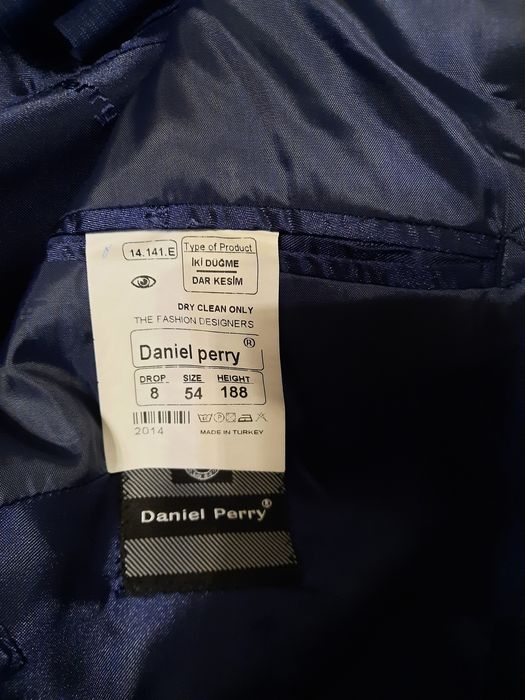 14.141.E
Type of Product
İKİ DÜĞME
DAR KESİM
DRY CLEAN ONLY
THE FASHION DESIGNERS
Daniel perry ®
DROP SIZE HEIGHT
8 54 188
2014
MADE IN TURKEY
Daniel Perry®